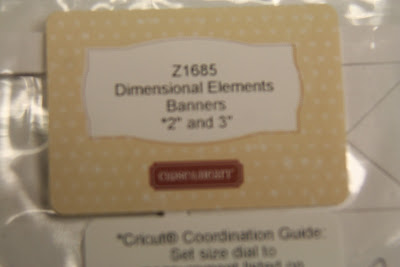 Z1685
Dimensional Elements
Banners
*2" and 3"
*Cricut® Coordination Guide:
Set size dial to